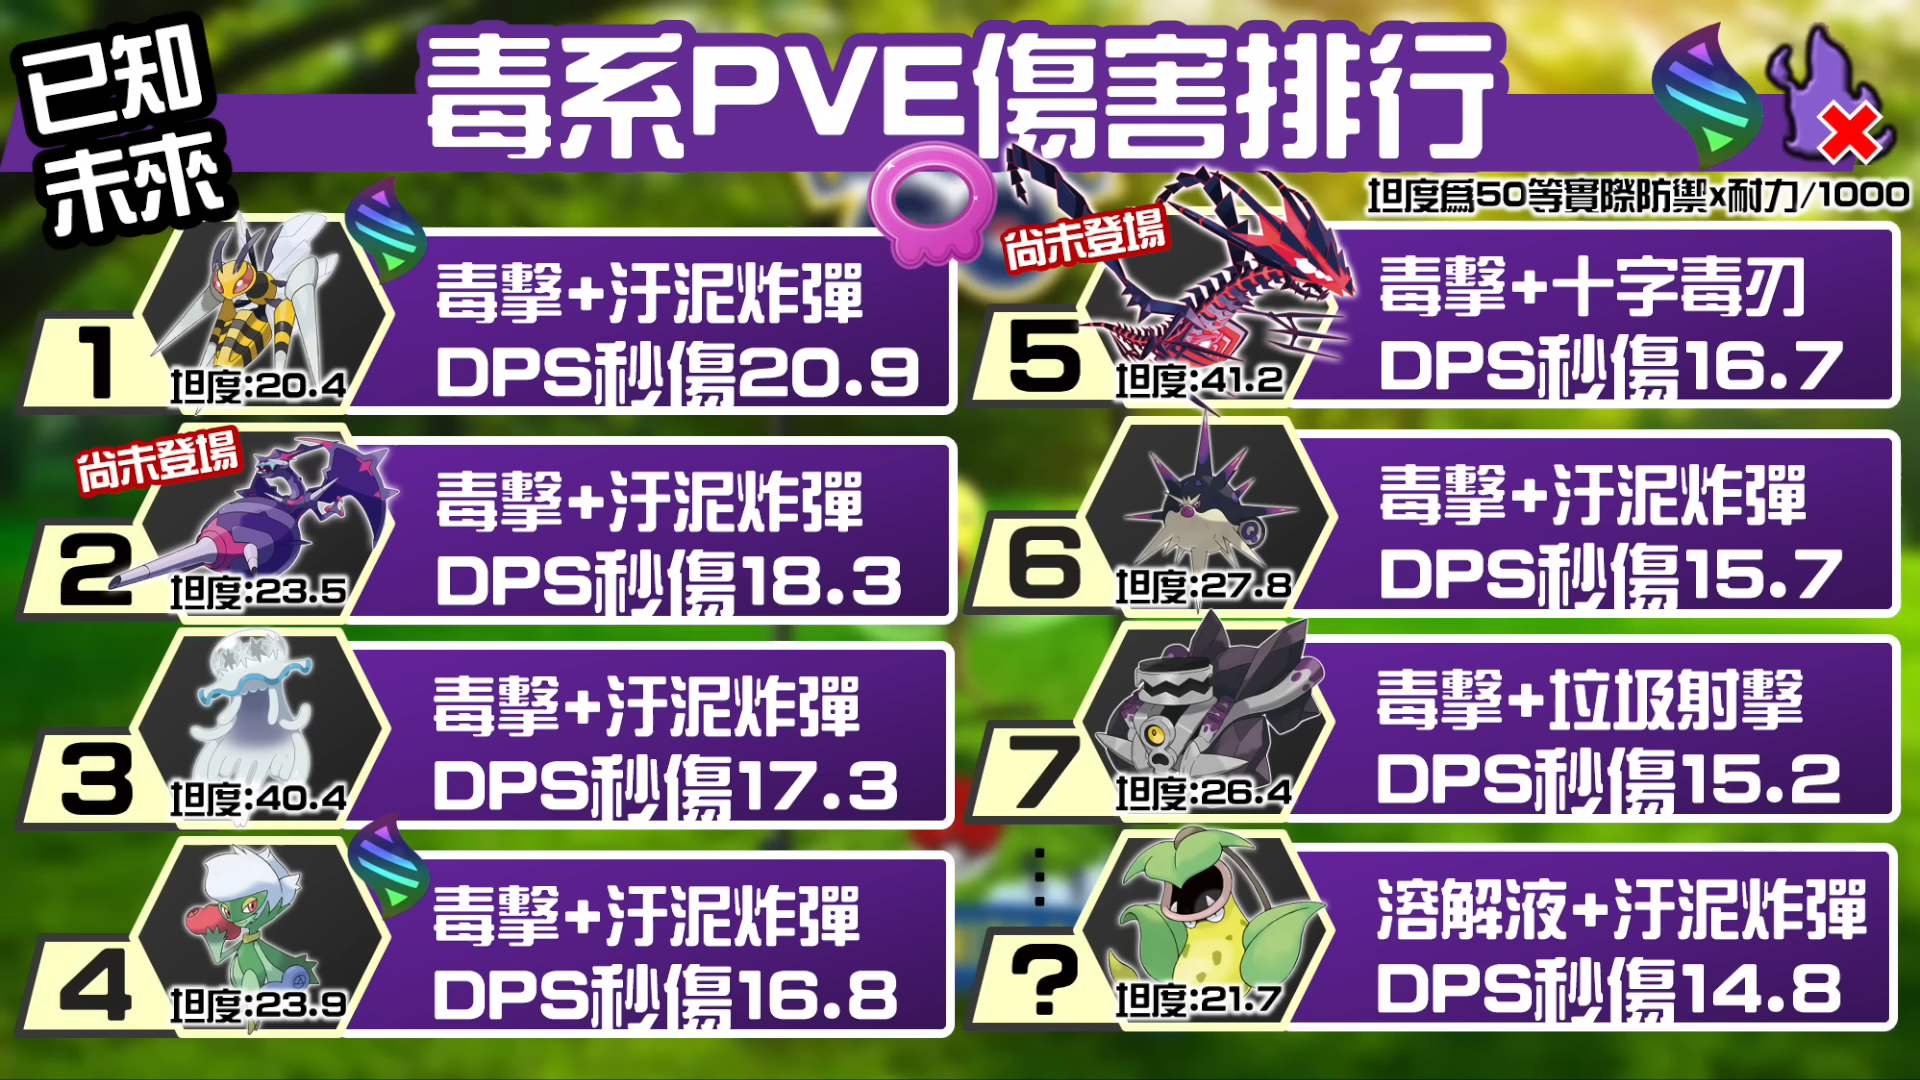 已知
未來
毒系PVE傷害排行
坦度為50等實際防禦x耐力/1000
1
坦度:20.4
毒擊+汙泥炸彈
DPS秒傷20.9
尚未登場
2
坦度:23.5
毒擊+汙泥炸彈
DPS秒傷18.3
3
坦度:40.4
毒擊+汙泥炸彈
DPS秒傷17.3
4
坦度:23.9
毒擊+汙泥炸彈
DPS秒傷16.8
尚未登場
5
坦度:41.2
毒擊+十字毒刃
DPS秒傷16.7
6
坦度:27.8
毒擊+汙泥炸彈
DPS秒傷15.7
7
坦度:26.4
毒擊+垃圾射擊
DPS秒傷15.2
?
坦度:21.7
溶解液+汙泥炸彈
DPS秒傷14.8